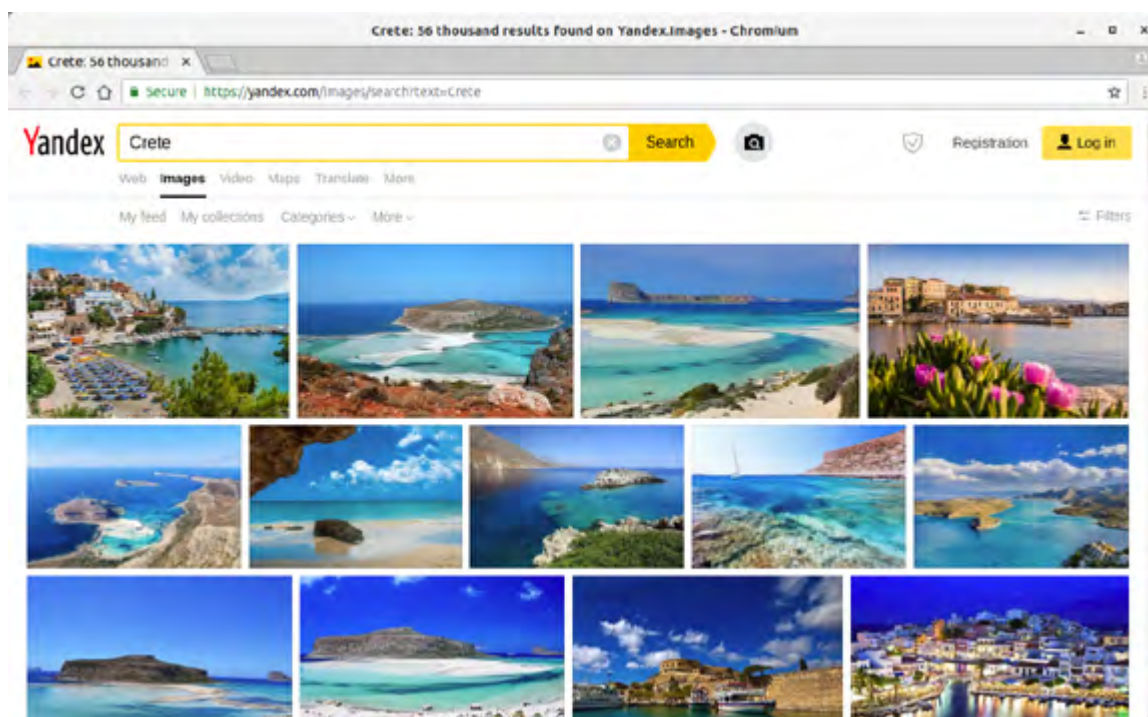 Crete: 56 thousand results found on Yandex.Images - Chromium
Crete: 56 thousand
Secure https://yandex.com/images/search?text=Crete
Yandex Crete Search Registration Log in
Web Images Video Maps Translate More
My feed My collections Categories More Filters